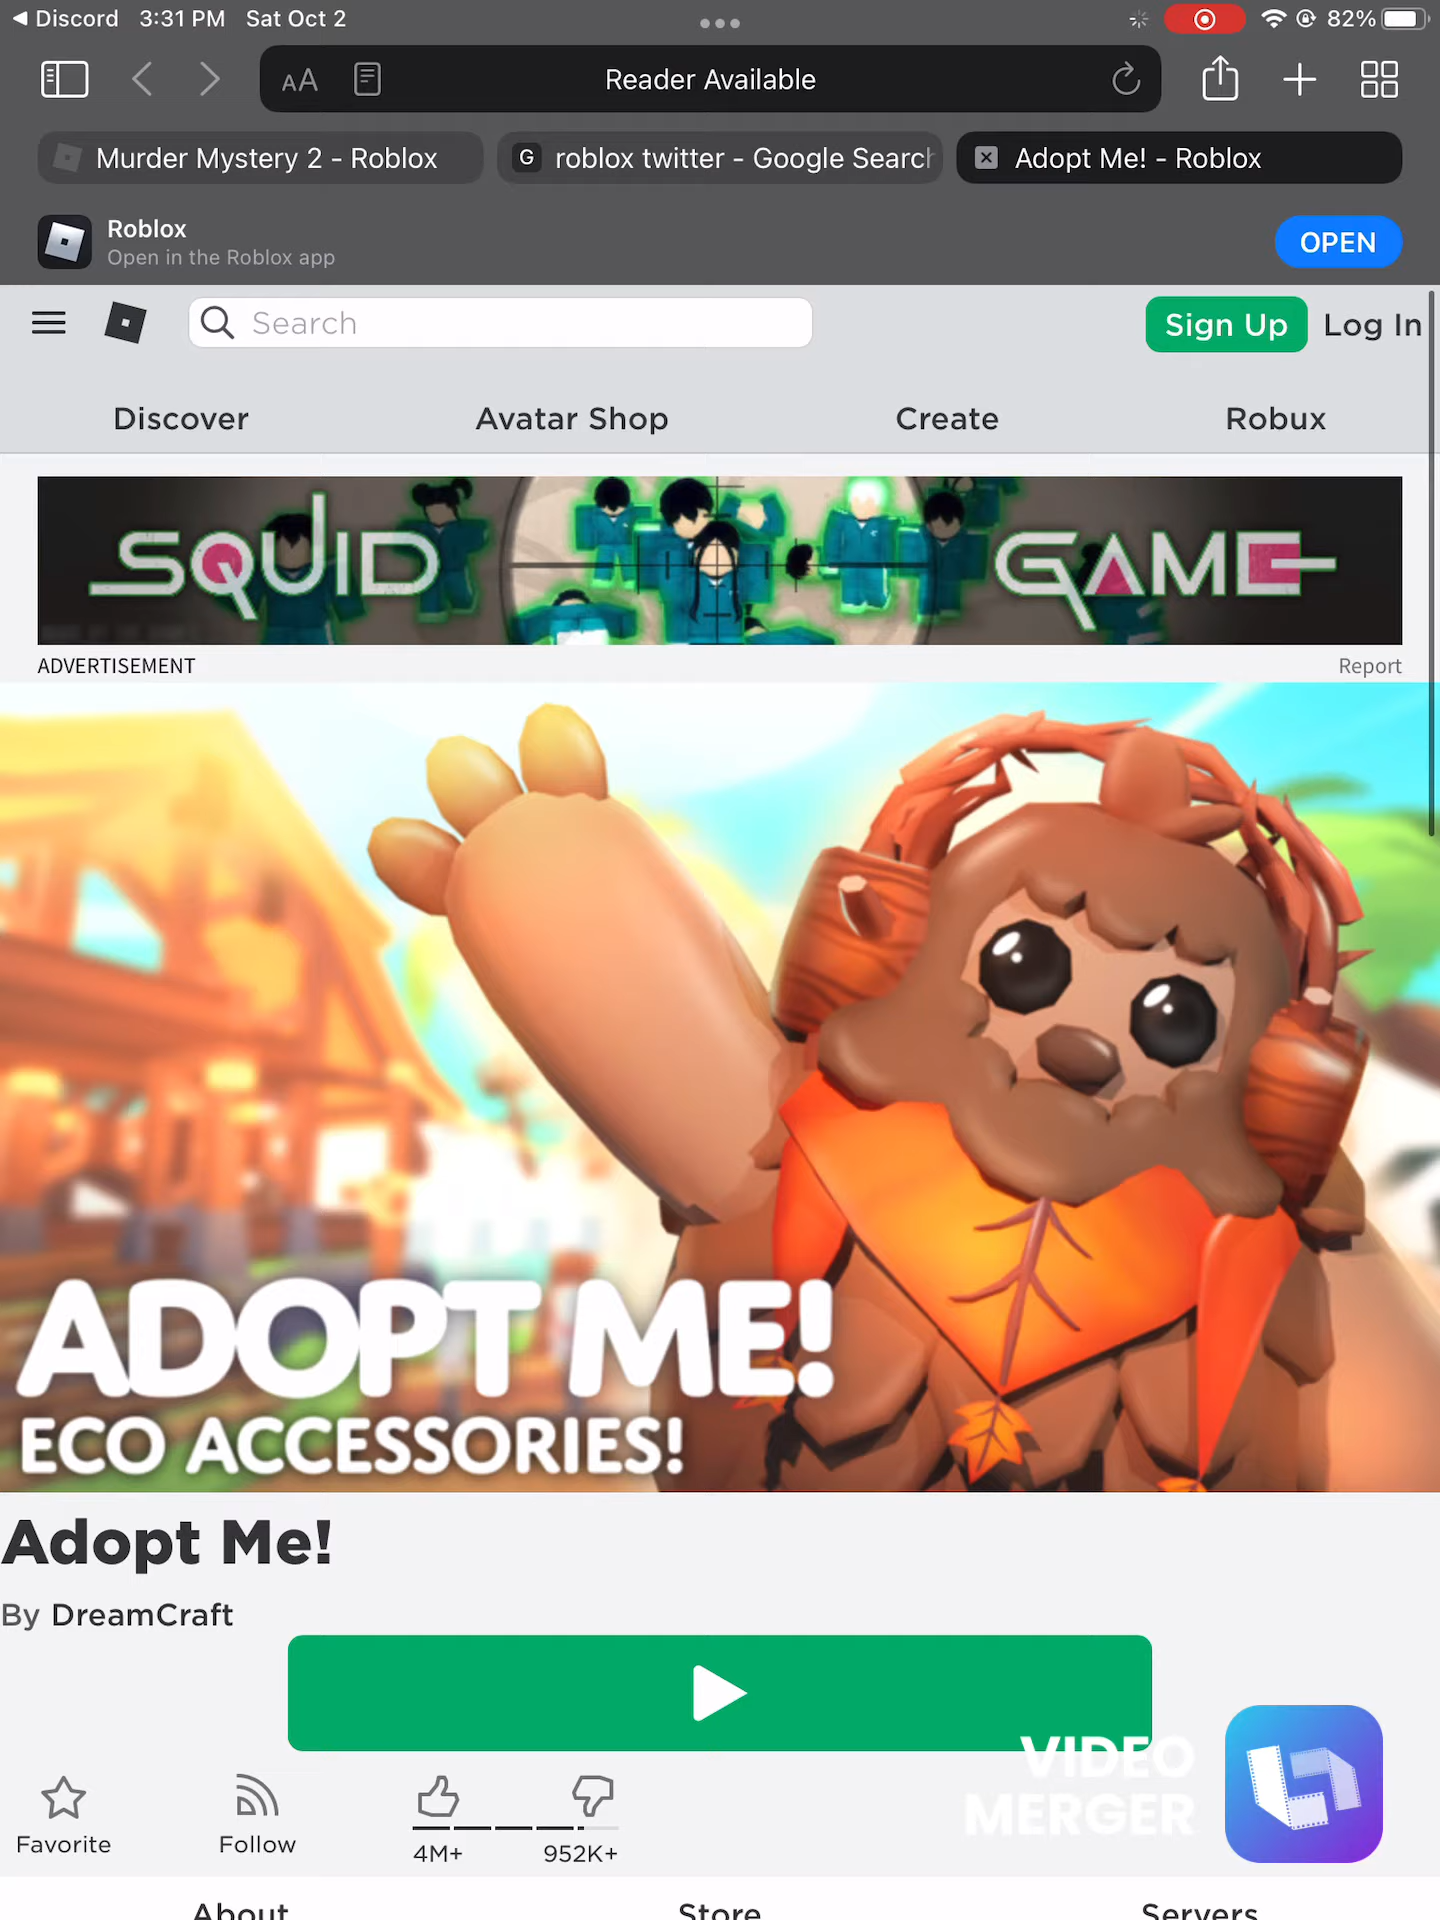 Discord 3:31 PM Sat Oct 2 82%
AA Reader Available
Murder Mystery 2 - Roblox
G roblox twitter - Google Search
Adopt Me! - Roblox
Roblox
Open in the Roblox app
OPEN
Search
Sign Up Log In
Discover Avatar Shop Create Robux
SQUID GAME
ADVERTISEMENT Report
ADOPT ME!
ECO ACCESSORIES!
Adopt Me!
By DreamCraft
VIDEO
MERGER
Favorite Follow 4M+ 952K+
About Store Servers